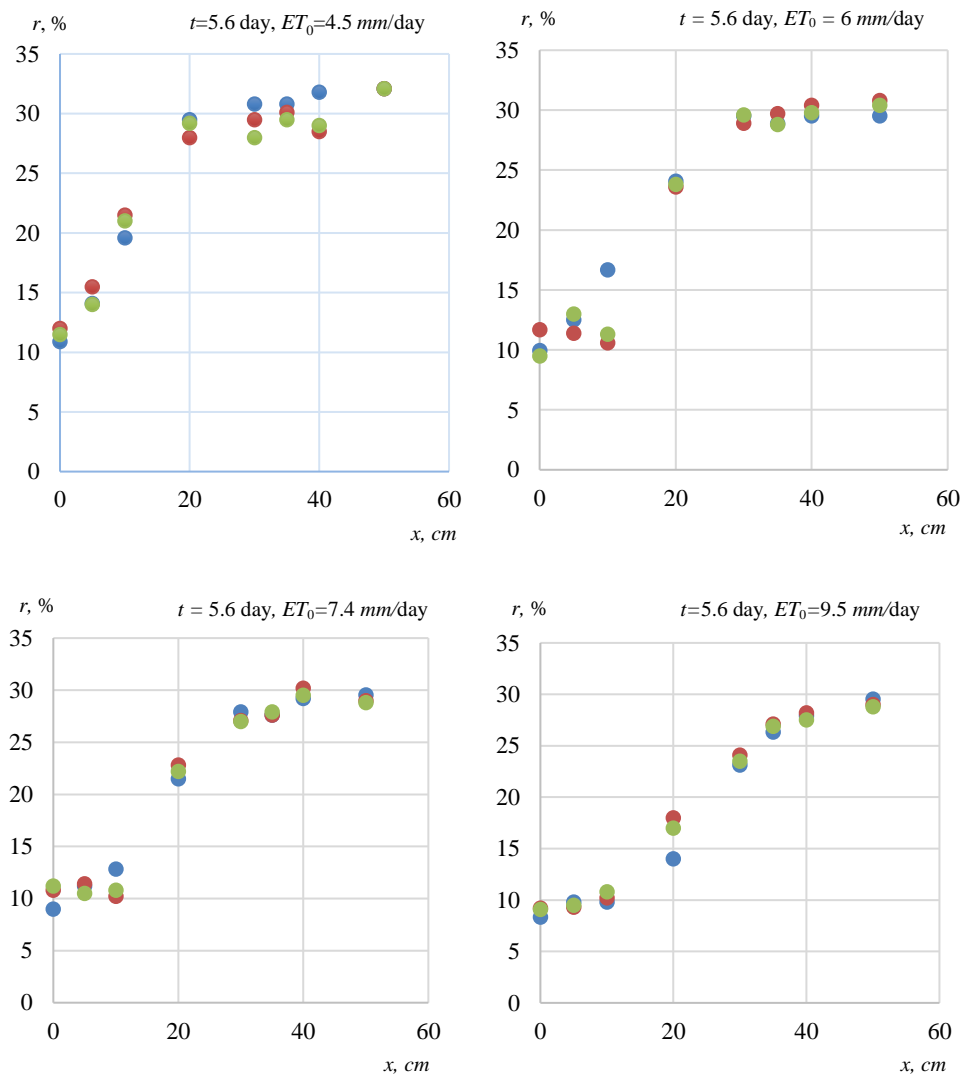 r, % t=5.6 day, ET₀=4.5 mm/day
35
30
25
20
15
10
5
0
0 20 40 60
x, cm
r, % t = 5.6 day, ET₀ = 6 mm/day
35
30
25
20
15
10
5
0
0 20 40 60
x, cm
r, % t = 5.6 day, ET₀=7.4 mm/day
35
30
25
20
15
10
5
0
0 20 40 60
x, cm
r, % t=5.6 day, ET₀=9.5 mm/day
35
30
25
20
15
10
5
0
0 20 40 60
x, cm